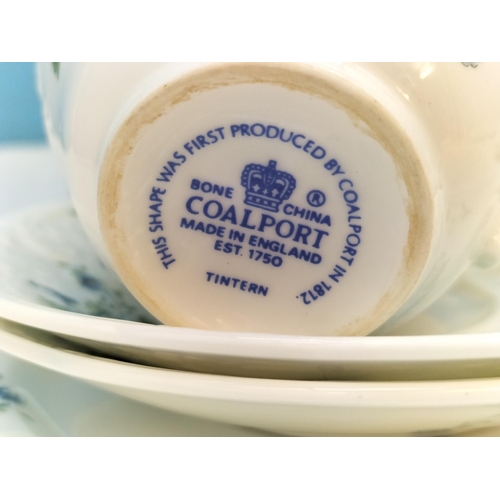 THIS SHAPE WAS FIRST PRODUCED BY COALPORT IN 1812.
BONE CHINA ®
COALPORT
MADE IN ENGLAND
EST. 1750
TINTERN